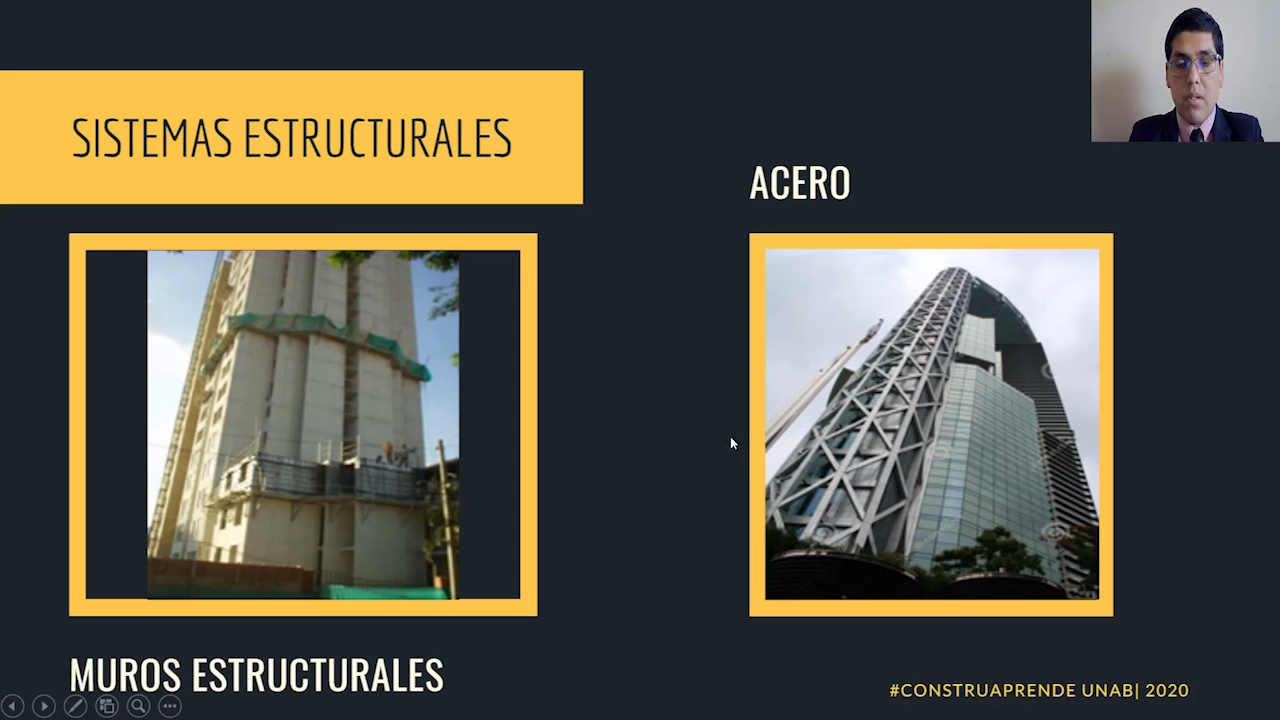 SISTEMAS ESTRUCTURALES
ACERO
MUROS ESTRUCTURALES
#CONSTRUAPRENDE UNAB| 2020